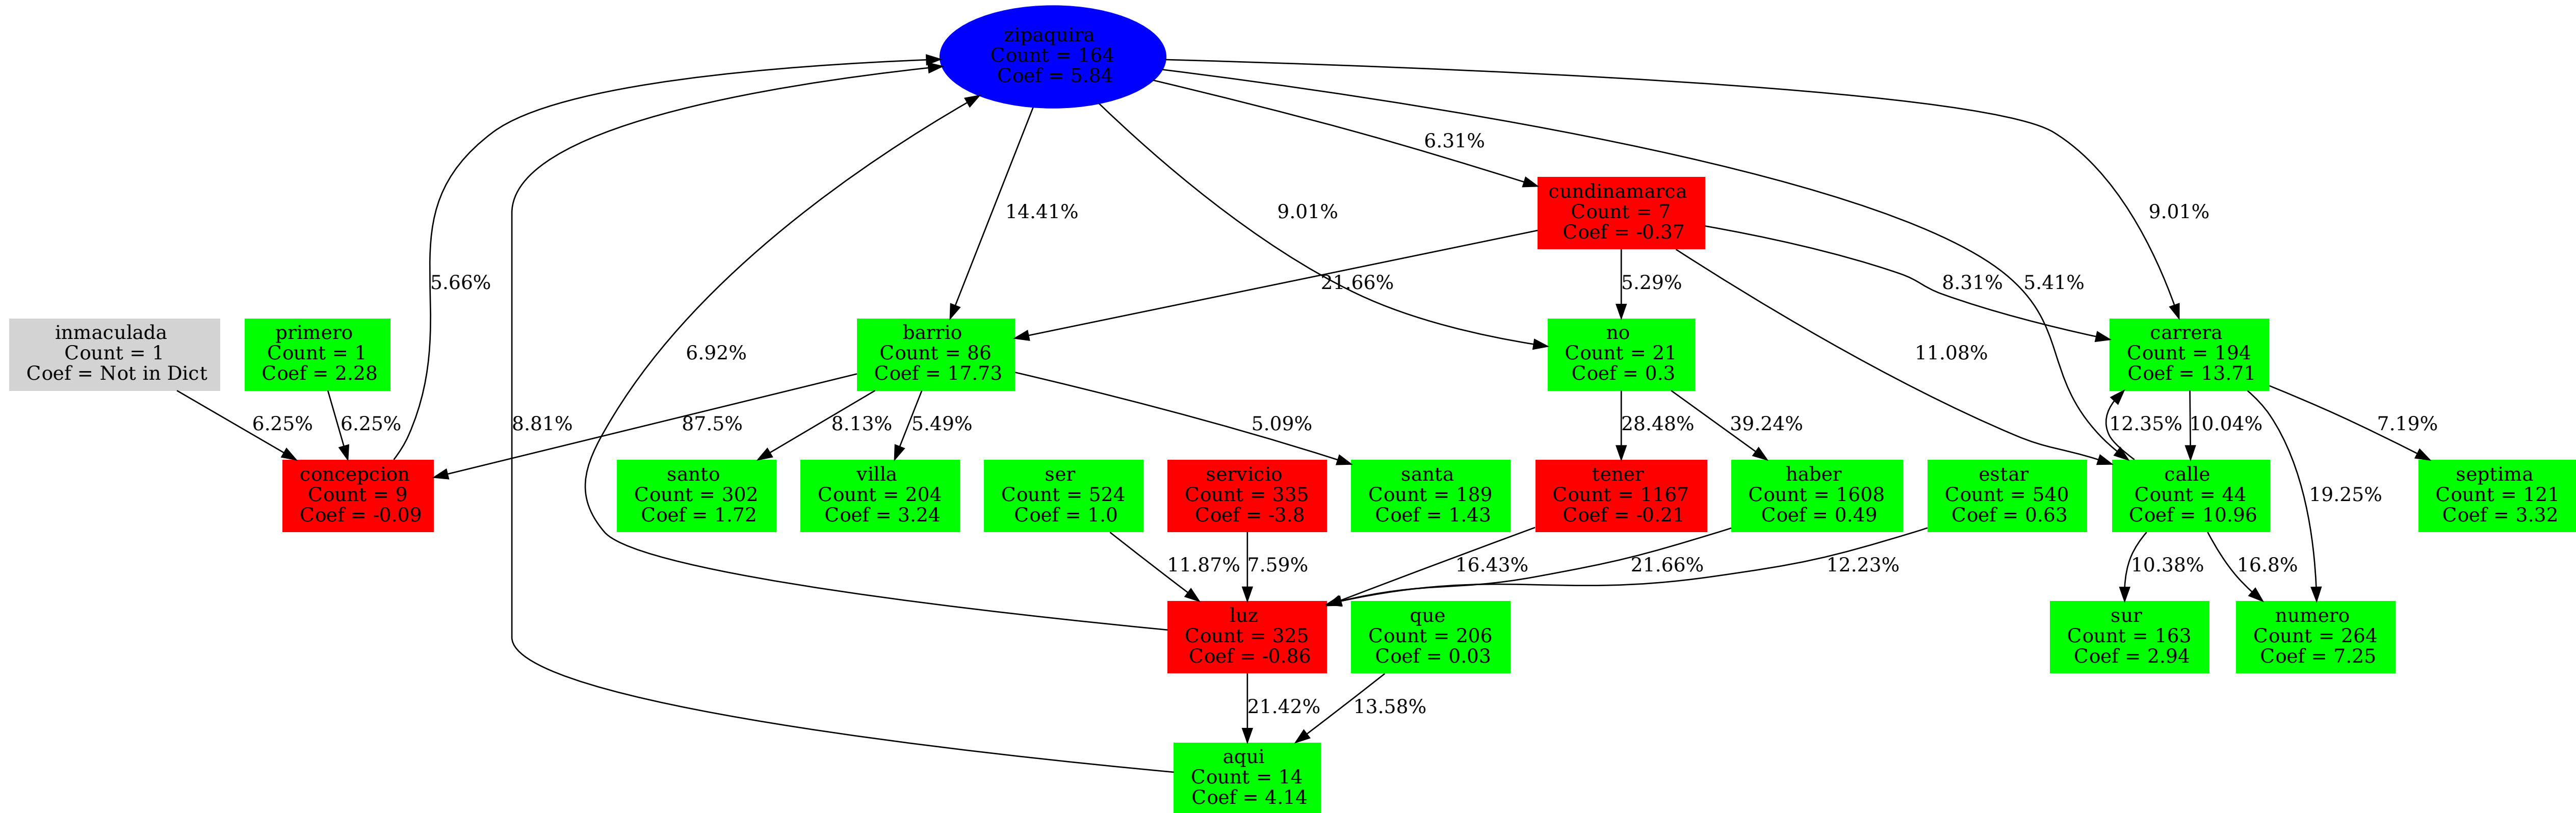 zipaquira
Count = 164
Coef = 5.84
6.31%
cundinamarca
Count = 7
Coef = -0.37
14.41%
9.01%
9.01%
5.66%
21.66%
5.29%
8.31%
5.41%
inmaculada
Count = 1
Coef = Not in Dict
primero
Count = 1
Coef = 2.28
6.92%
barrio
Count = 86
Coef = 17.73
no
Count = 21
Coef = 0.3
11.08%
carrera
Count = 194
Coef = 13.71
6.25%
6.25%
8.81%
87.5%
8.13%
5.49%
5.09%
28.48%
39.24%
12.35%
10.04%
7.19%
concepcion
Count = 9
Coef = -0.09
santo
Count = 302
Coef = 1.72
villa
Count = 204
Coef = 3.24
ser
Count = 524
Coef = 1.0
servicio
Count = 335
Coef = -3.8
santa
Count = 189
Coef = 1.43
tener
Count = 1167
Coef = -0.21
haber
Count = 1608
Coef = 0.49
estar
Count = 540
Coef = 0.63
calle
Count = 44
Coef = 10.96
19.25%
septima
Count = 121
Coef = 3.32
11.87%
7.59%
16.43%
21.66%
12.23%
10.38%
16.8%
luz
Count = 325
Coef = -0.86
que
Count = 206
Coef = 0.03
sur
Count = 163
Coef = 2.94
numero
Count = 264
Coef = 7.25
21.42%
13.58%
aqui
Count = 14
Coef = 4.14